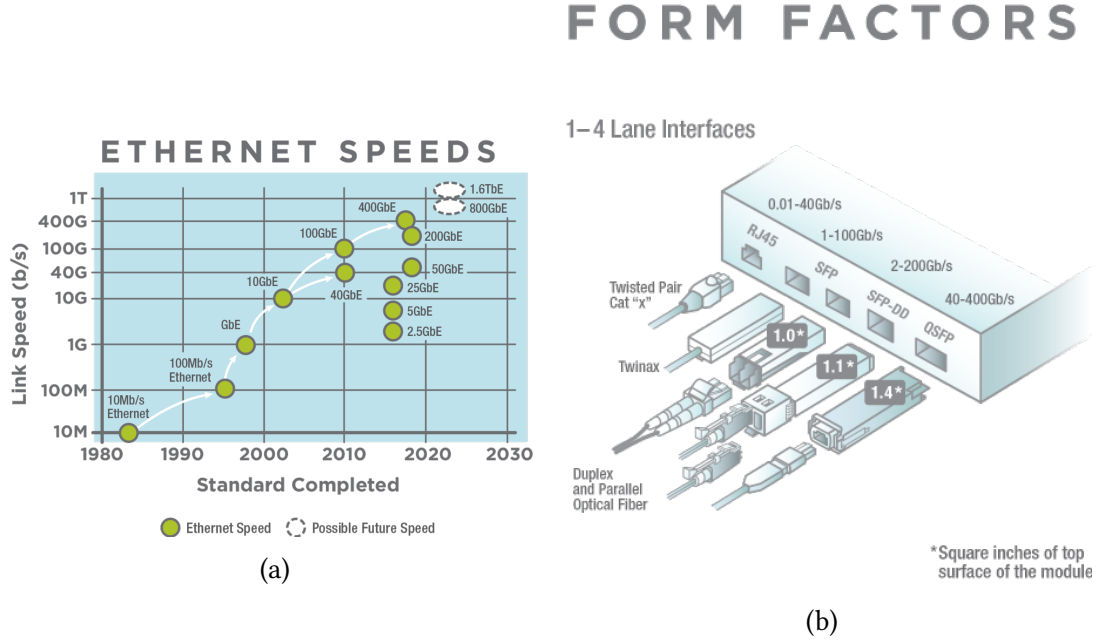 FORM FACTORS
ETHERNET SPEEDS
Link Speed (b/s)
1T
400G
100G
40G
10G
1G
100M
10M
1.6TbE
800GbE
400GbE
200GbE
100GbE
50GbE
10GbE
40GbE
25GbE
5GbE
2.5GbE
GbE
100Mb/s
Ethernet
10Mb/s
Ethernet
1980
1990
2000
2010
2020
2030
Standard Completed
Ethernet Speed
Possible Future Speed
(a)
1–4 Lane Interfaces
0.01-40Gb/s
1-100Gb/s
2-200Gb/s
40-400Gb/s
RJ45
SFP
SFP-DD
QSFP
Twisted Pair
Cat “x”
Twinax
1.0*
1.1*
1.4*
Duplex
and Parallel
Optical Fiber
*Square inches of top
surface of the module
(b)